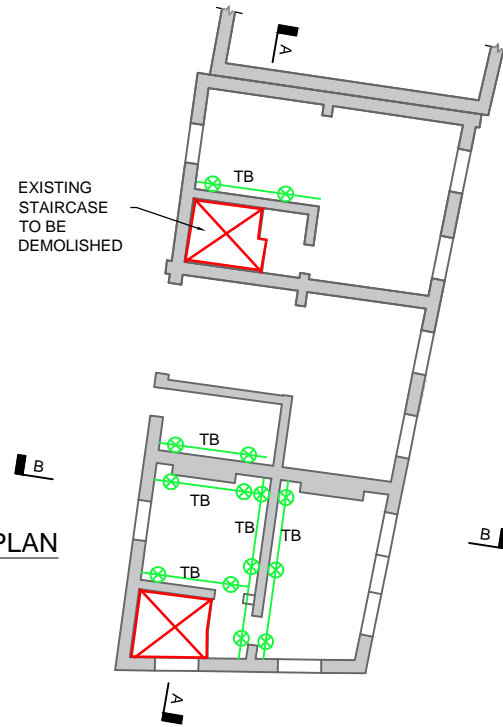 A
TB
EXISTING
STAIRCASE
TO BE
DEMOLISHED
TB
B
TB
TB
TB
B
PLAN
TB
A